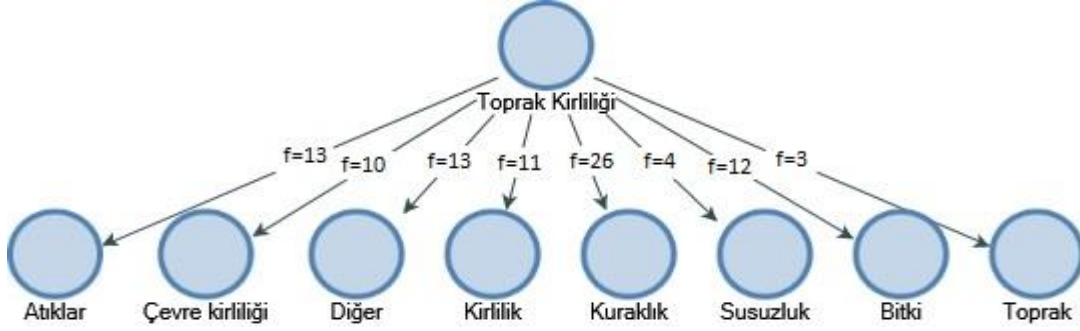 Toprak Kirliliği
f=13 f=10 f=13 f=11 f=26 f=4 f=12 f=3
Atıklar Çevre kirliliği Diğer Kirlilik Kuraklık Susuzluk Bitki Toprak